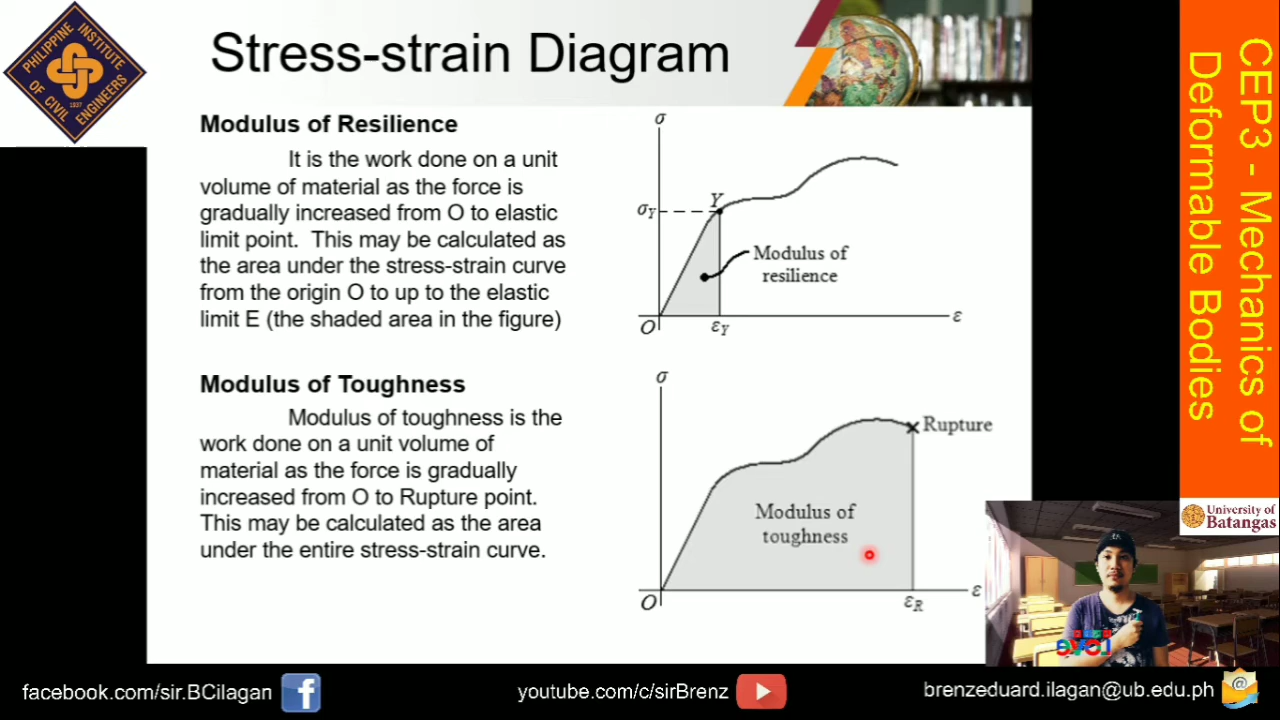 PHILIPPINE INSTITUTE
OF CIVIL ENGINEERS
1937
Stress-strain Diagram
Modulus of Resilience
It is the work done on a unit
volume of material as the force is
gradually increased from O to elastic
limit point. This may be calculated as
the area under the stress-strain curve
from the origin O to up to the elastic
limit E (the shaded area in the figure)
σ
σY
Y
Modulus of
resilience
O
εY
ε
Modulus of Toughness
Modulus of toughness is the
work done on a unit volume of
material as the force is gradually
increased from O to Rupture point.
This may be calculated as the area
under the entire stress-strain curve.
σ
Rupture
Modulus of
toughness
O
εR
ε
CEP3 - Mechanics of
Deformable Bodies
University of
Batangas
facebook.com/sir.BCilagan
youtube.com/c/sirBrenz
brenzeduard.ilagan@ub.edu.ph